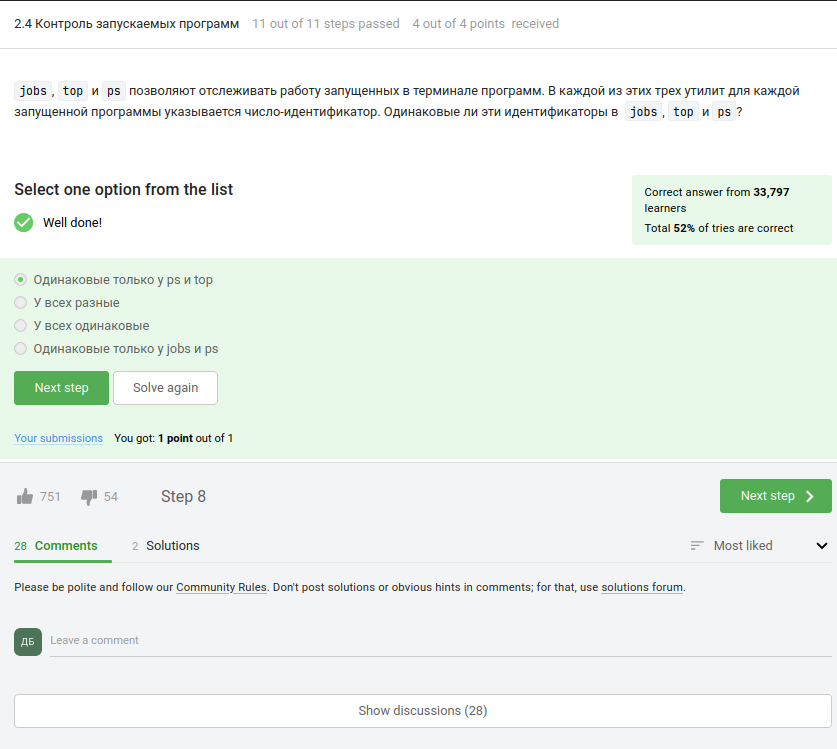 2.4 Контроль запускаемых программ 11 out of 11 steps passed 4 out of 4 points received
jobs, top и ps позволяют отслеживать работу запущенных в терминале программ. В каждой из этих трех утилит для каждой
запущенной программы указывается число-идентификатор. Одинаковые ли эти идентификаторы в jobs, top и ps?
Select one option from the list
Well done!
Correct answer from 33,797
learners
Total 52% of tries are correct
Одинаковые только у ps и top
У всех разные
У всех одинаковые
Одинаковые только у jobs и ps
Next step Solve again
Your submissions You got: 1 point out of 1
751 54 Step 8 Next step
28 Comments 2 Solutions Most liked
Please be polite and follow our Community Rules. Don't post solutions or obvious hints in comments; for that, use solutions forum.
ДБ Leave a comment
Show discussions (28)